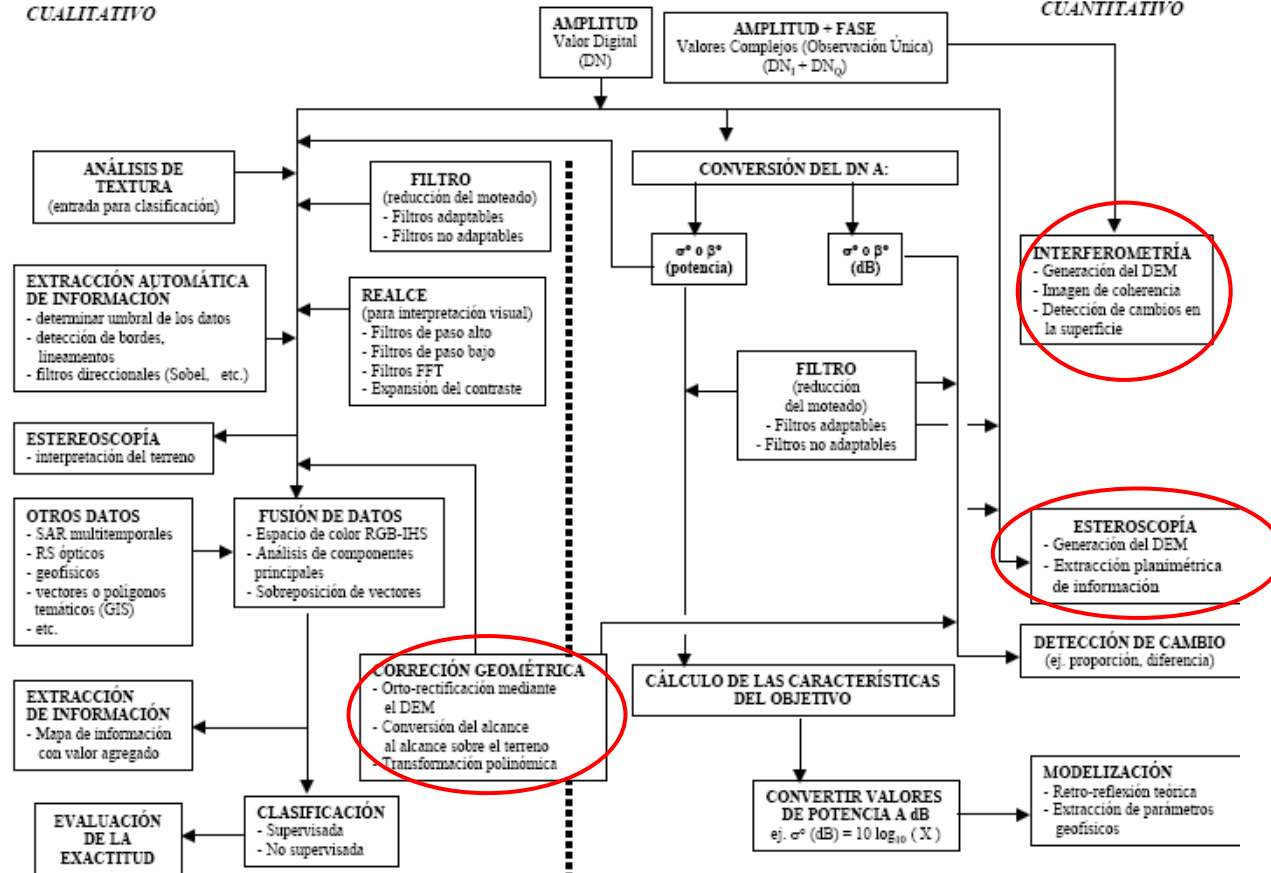 CUALITATIVO
CUANTITATIVO
AMPLITUD
Valor Digital
(DN)
AMPLITUD + FASE
Valores Complejos (Observación Única)
(DN_I + DN_Q)
ANÁLISIS DE
TEXTURA
(entrada para clasificación)
FILTRO
(reducción del moteado)
- Filtros adaptables
- Filtros no adaptables
CONVERSIÓN DEL DN A:
σ° o β°
(potencia)
σ° o β°
(dB)
INTERFEROMETRÍA
- Generación del DEM
- Imagen de coherencia
- Detección de cambios en
la superficie
EXTRACCIÓN AUTOMÁTICA
DE INFORMACIÓN
- determinar umbral de los datos
- detección de bordes,
lineamentos
- filtros direccionales (Sobel, etc.)
REALCE
(para interpretación visual)
- Filtros de paso alto
- Filtros de paso bajo
- Filtros FFT
- Expansión del contraste
FILTRO
(reducción
del moteado)
- Filtros adaptables
- Filtros no adaptables
ESTEREOSCOPÍA
- interpretación del terreno
OTROS DATOS
- SAR multitemporales
- RS ópticos
- geofísicos
- vectores o polígonos
temáticos (GIS)
- etc.
FUSIÓN DE DATOS
- Espacio de color RGB-IHS
- Análisis de componentes
principales
- Sobreposición de vectores
ESTEROSCOPÍA
- Generación del DEM
- Extracción planimétrica
de información
DETECCIÓN DE CAMBIO
(ej. proporción, diferencia)
CORRECIÓN GEOMÉTRICA
- Orto-rectificación mediante
el DEM
- Conversión del alcance
al alcance sobre el terreno
- Transformación polinómica
CÁLCULO DE LAS CARACTERÍSTICAS
DEL OBJETIVO
EXTRACCIÓN
DE INFORMACIÓN
- Mapa de información
con valor agregado
CLASIFICACIÓN
- Supervisada
- No supervisada
EVALUACIÓN
DE LA
EXACTITUD
CONVERTIR VALORES
DE POTENCIA A dB
ej. σ° (dB) = 10 log₁₀ ( X )
MODELIZACIÓN
- Retro-reflexión teórica
- Extracción de parámetros
geofísicos